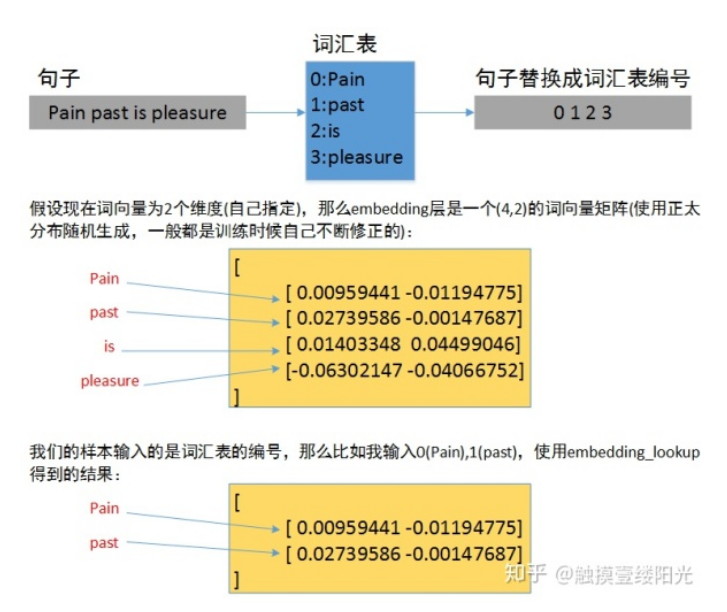 词汇表
句子
句子替换成词汇表编号
Pain past is pleasure
0:Pain
1:past
2:is
3:pleasure
0 1 2 3
假设现在词向量为2个维度(自己指定)，那么embedding层是一个(4,2)的词向量矩阵(使用正太
分布随机生成，一般都是训练时候自己不断修正的)：
[
Pain
[ 0.00959441 -0.01194775]
past
[ 0.02739586 -0.00147687]
is
[ 0.01403348 0.04499046]
pleasure
[-0.06302147 -0.04066752]
]
我们的样本输入的是词汇表的编号，那么比如我输入0(Pain),1(past)，使用embedding_lookup
得到的结果：
[
Pain
[ 0.00959441 -0.01194775]
past
[ 0.02739586 -0.00147687]
]
知乎 @触摸壹缕阳光